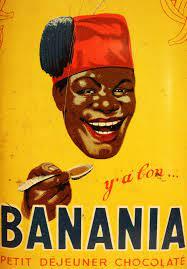 y'a bon...
BANANIA
PETIT DEJEUNER CHOCOLATÉ